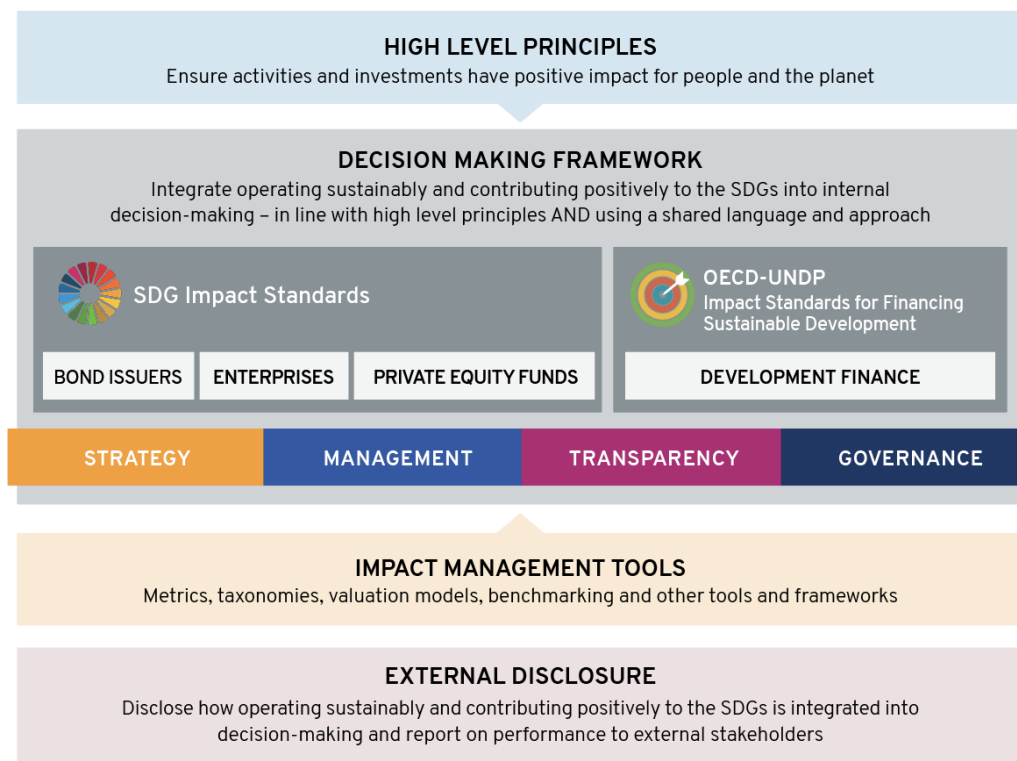 HIGH LEVEL PRINCIPLES
Ensure activities and investments have positive impact for people and the planet
DECISION MAKING FRAMEWORK
Integrate operating sustainably and contributing positively to the SDGs into internal
decision-making – in line with high level principles AND using a shared language and approach
SDG Impact Standards
BOND ISSUERS
ENTERPRISES
PRIVATE EQUITY FUNDS
OECD-UNDP
Impact Standards for Financing
Sustainable Development
DEVELOPMENT FINANCE
STRATEGY
MANAGEMENT
TRANSPARENCY
GOVERNANCE
IMPACT MANAGEMENT TOOLS
Metrics, taxonomies, valuation models, benchmarking and other tools and frameworks
EXTERNAL DISCLOSURE
Disclose how operating sustainably and contributing positively to the SDGs is integrated into
decision-making and report on performance to external stakeholders